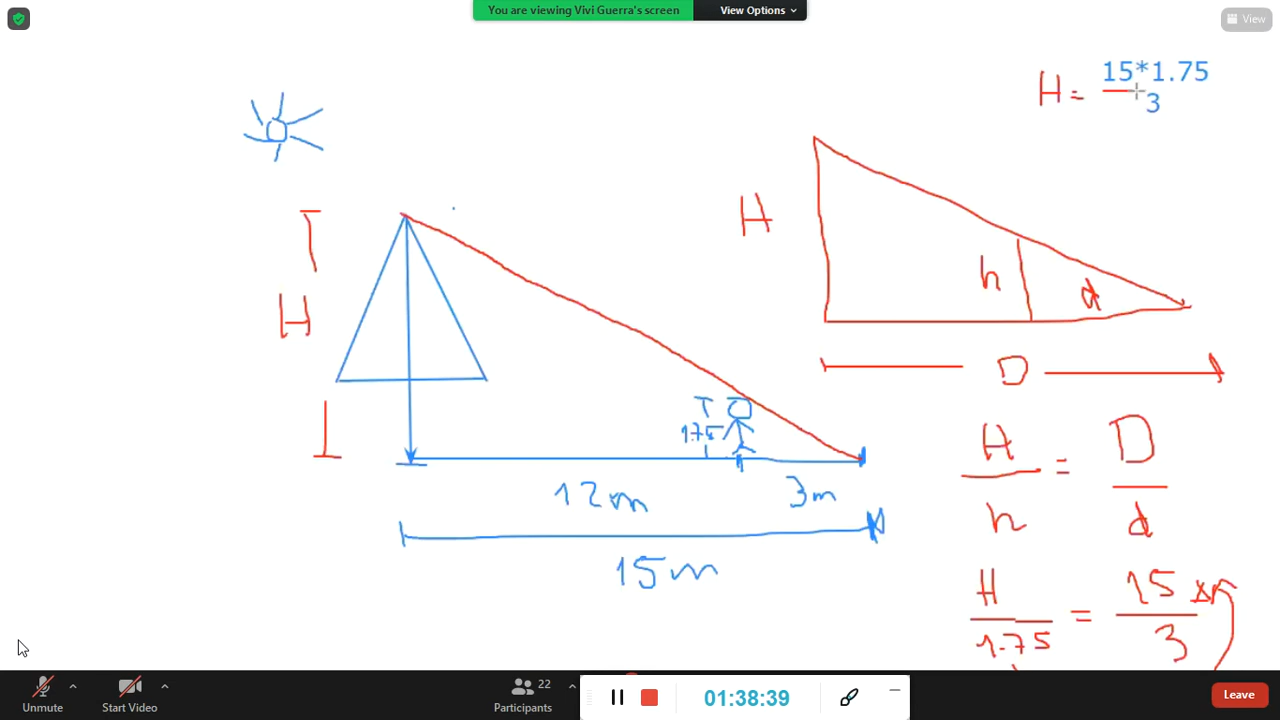 You are viewing Vivi Guerra's screen
View Options
View
H = 15*1.75
3
H
H
h
d
D
T
1.75
12m
3m
15m
H = D
h d
H = 15
1.75 3
Unmute
Start Video
22
Participants
01:38:39
Leave